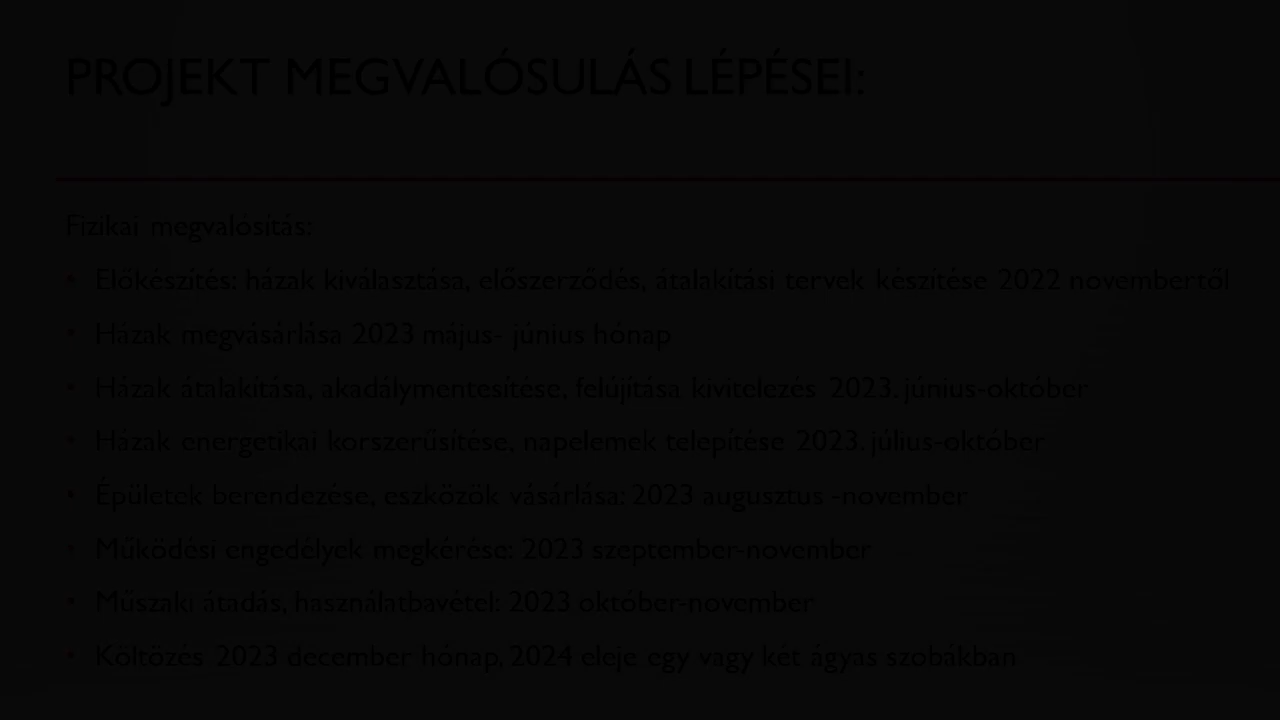 PROJEKT MEGVALÓSULÁS LÉPÉSEI:
Fizikai megvalósítás:
• Előkészítés: házak kiválasztása, előszerződés, átalakítási tervek készítése 2022 novembertől
• Házak megvásárlása 2023 május- június hónap
• Házak átalakítása, akadálymentesítése, felújítása kivitelezés 2023. június-október
• Házak energetikai korszerűsítése, napelemek telepítése 2023. július-október
• Épületek berendezése, eszközök vásárlása: 2023 augusztus -november
• Működési engedélyek megkérése: 2023 szeptember-november
• Műszaki átadás, használatbavétel: 2023 október-november
• Költözés 2023 december hónap, 2024 eleje egy vagy két ágyas szobákban